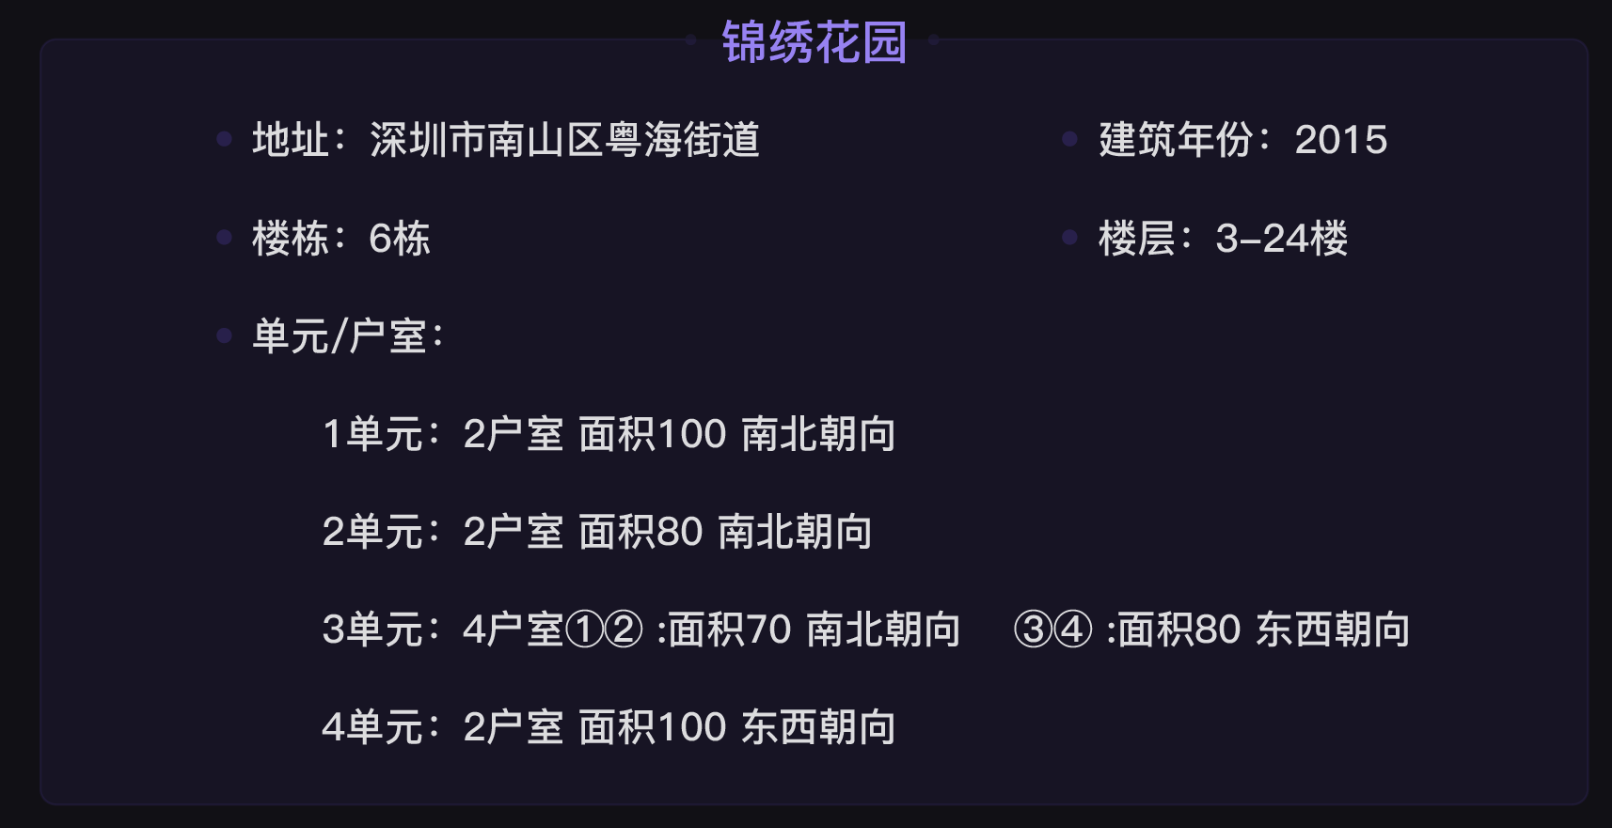 锦绣花园
地址：深圳市南山区粤海街道
建筑年份：2015
楼栋：6栋
楼层：3-24楼
单元/户室：
1单元：2户室 面积100 南北朝向
2单元：2户室 面积80 南北朝向
3单元：4户室①② :面积70 南北朝向 ③④ :面积80 东西朝向
4单元：2户室 面积100 东西朝向